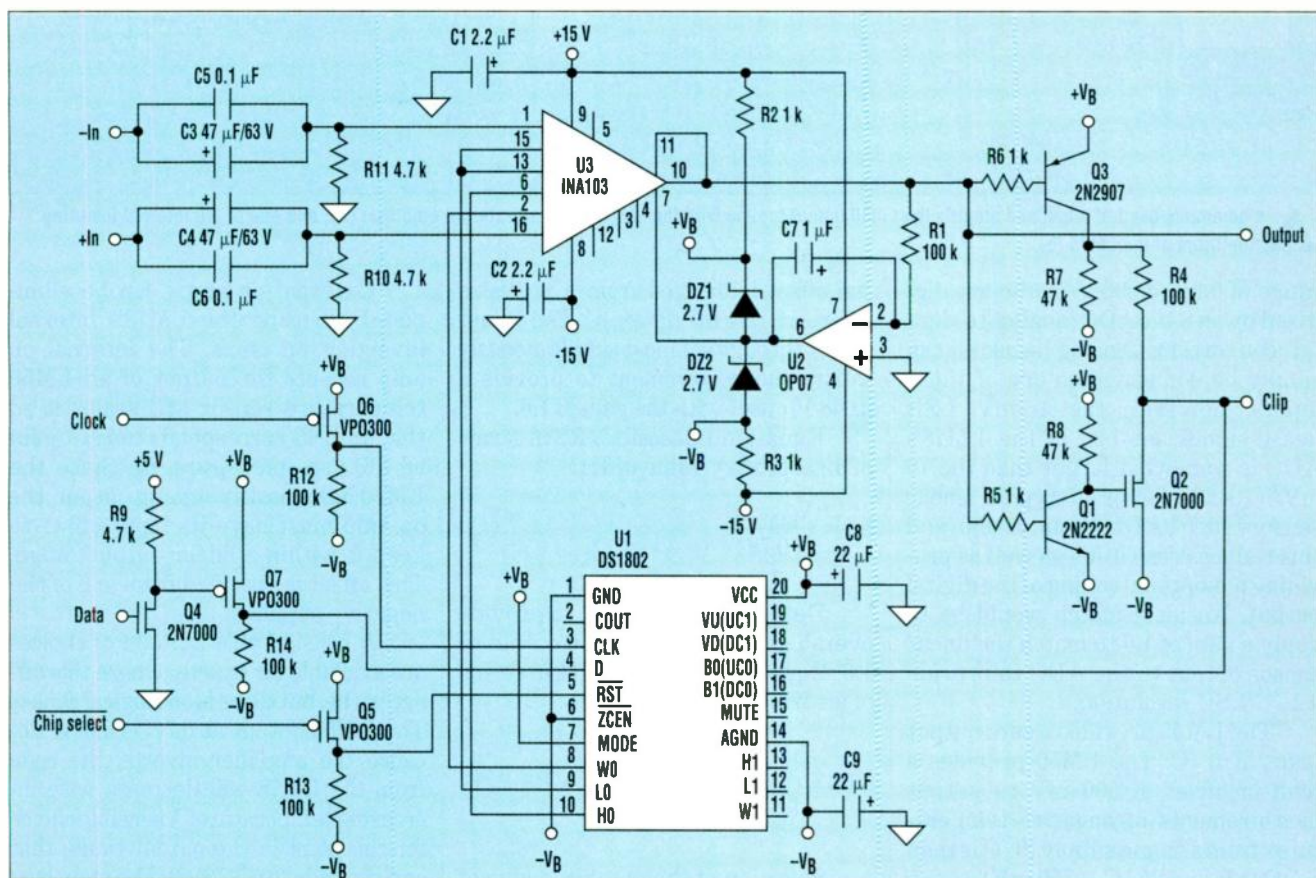 C1 2.2 µF
+15 V
C5 0.1 µF
–In
C3 47 µF/63 V
+
R11 4.7 k
+In
+
C4 47 µF/63 V
C6 0.1 µF
R10 4.7 k
+
1
15
13
6
2
16
9
5
U3
INA103
11
10
7
3
4
12
8
C2 2.2 µF
+
-15 V
R2 1 k
+VB
DZ1
2.7 V
DZ2
2.7 V
–VB
R3 1k
–15 V
C7 1 µF
+
6
7
2
–
3
+
4
U2
OP07
R1
100 k
R6 1 k
+VB
Q3
2N2907
Output
R7
47 k
–VB
R4
100 k
+VB
R8
47 k
R5 1 k
Q1
2N2222
–VB
Clip
Q2
2N7000
–VB
+VB
Clock
Q6
VPO300
R12
100 k
–VB
+5 V
R9
4.7 k
+VB
Q7
VPO300
Data
Q4
2N7000
R14
100 k
–VB
+VB
Chip select
Q5
VPO300
R13
100 k
–VB
U1
DS1802
+VB
1 GND
2 COUT
3 CLK
4 D
5 RST
6 ZCEN
7 MODE
8 W0
9 L0
10 H0
–VB
VCC 20
VU(UC1) 19
VD(DC1) 18
B0(UC0) 17
B1(DC0) 16
MUTE 15
AGND 14
H1 13
L1 12
W1 11
+VB
C8
22 µF
+
C9
22 µF
+
–VB